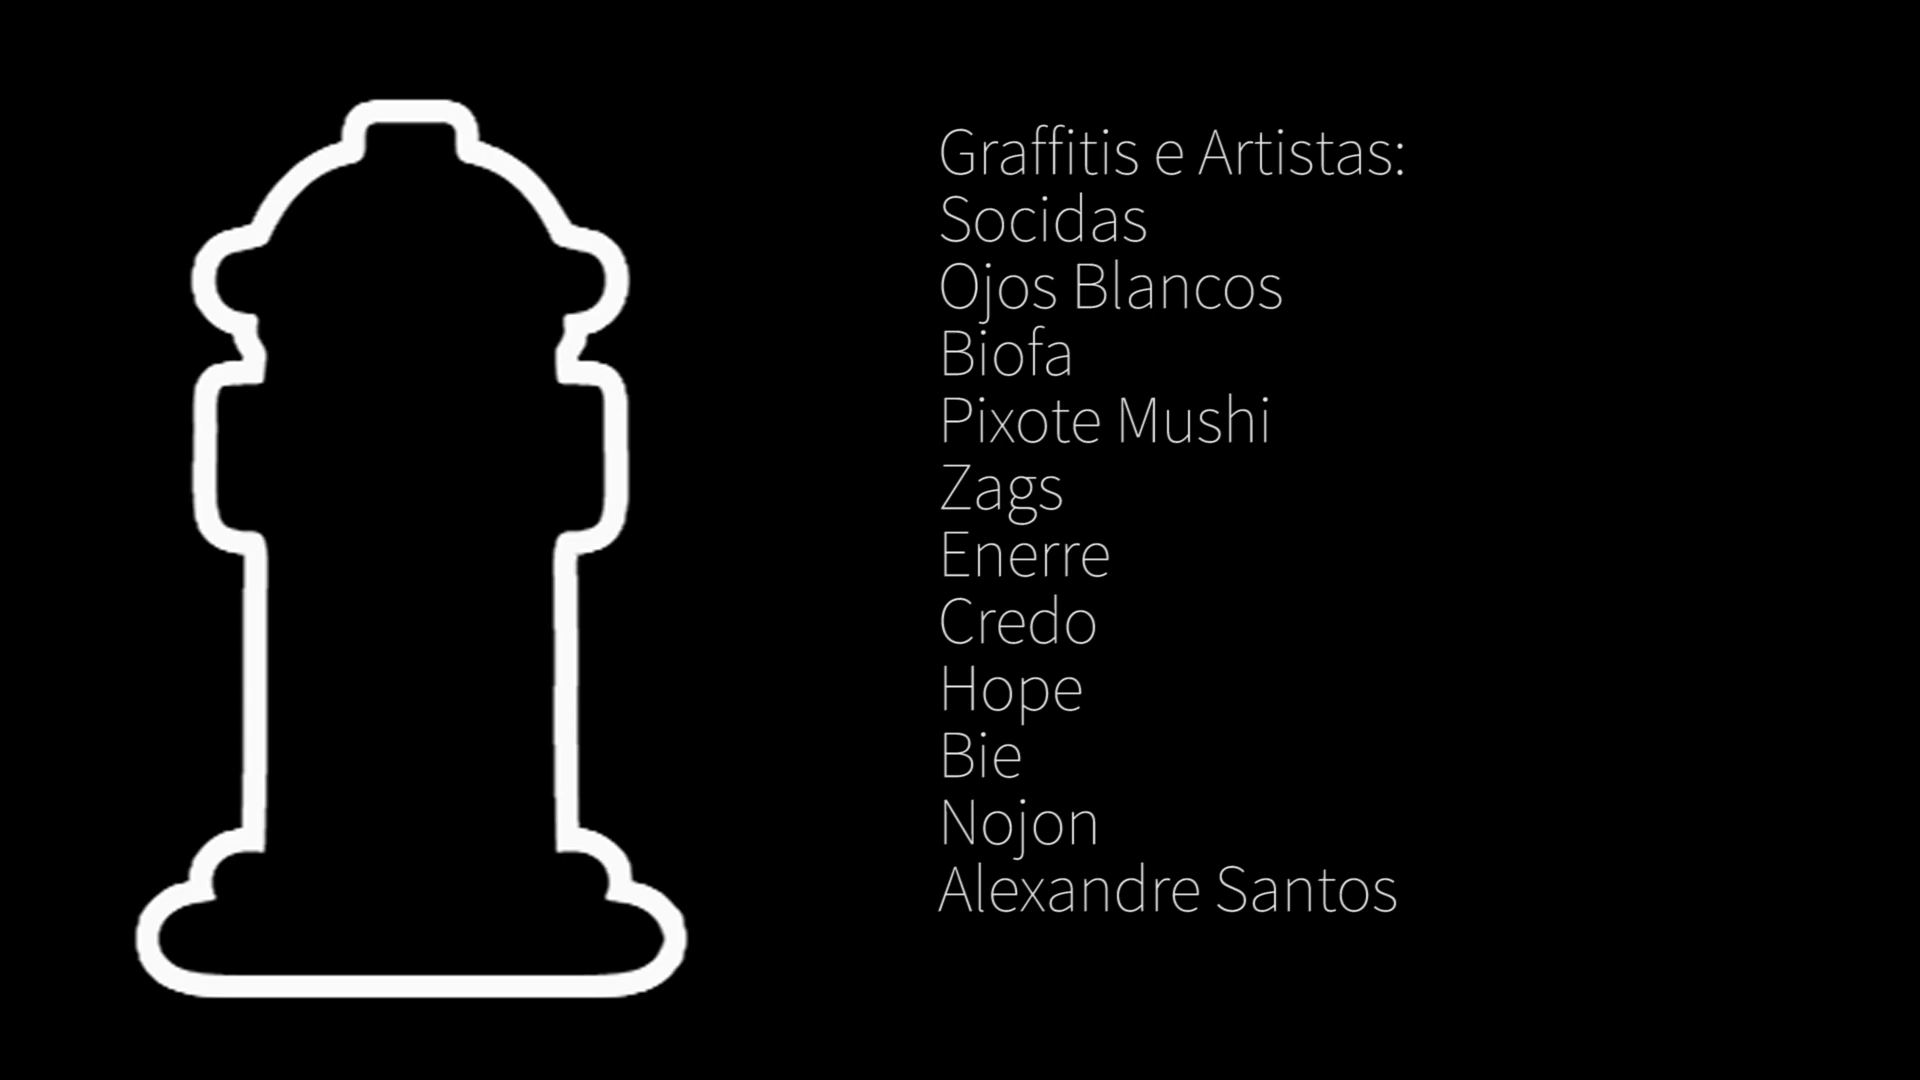 Graffitis e Artistas:
Socidas
Ojos Blancos
Biofa
Pixote Mushi
Zags
Enerre
Credo
Hope
Bie
Nojon
Alexandre Santos